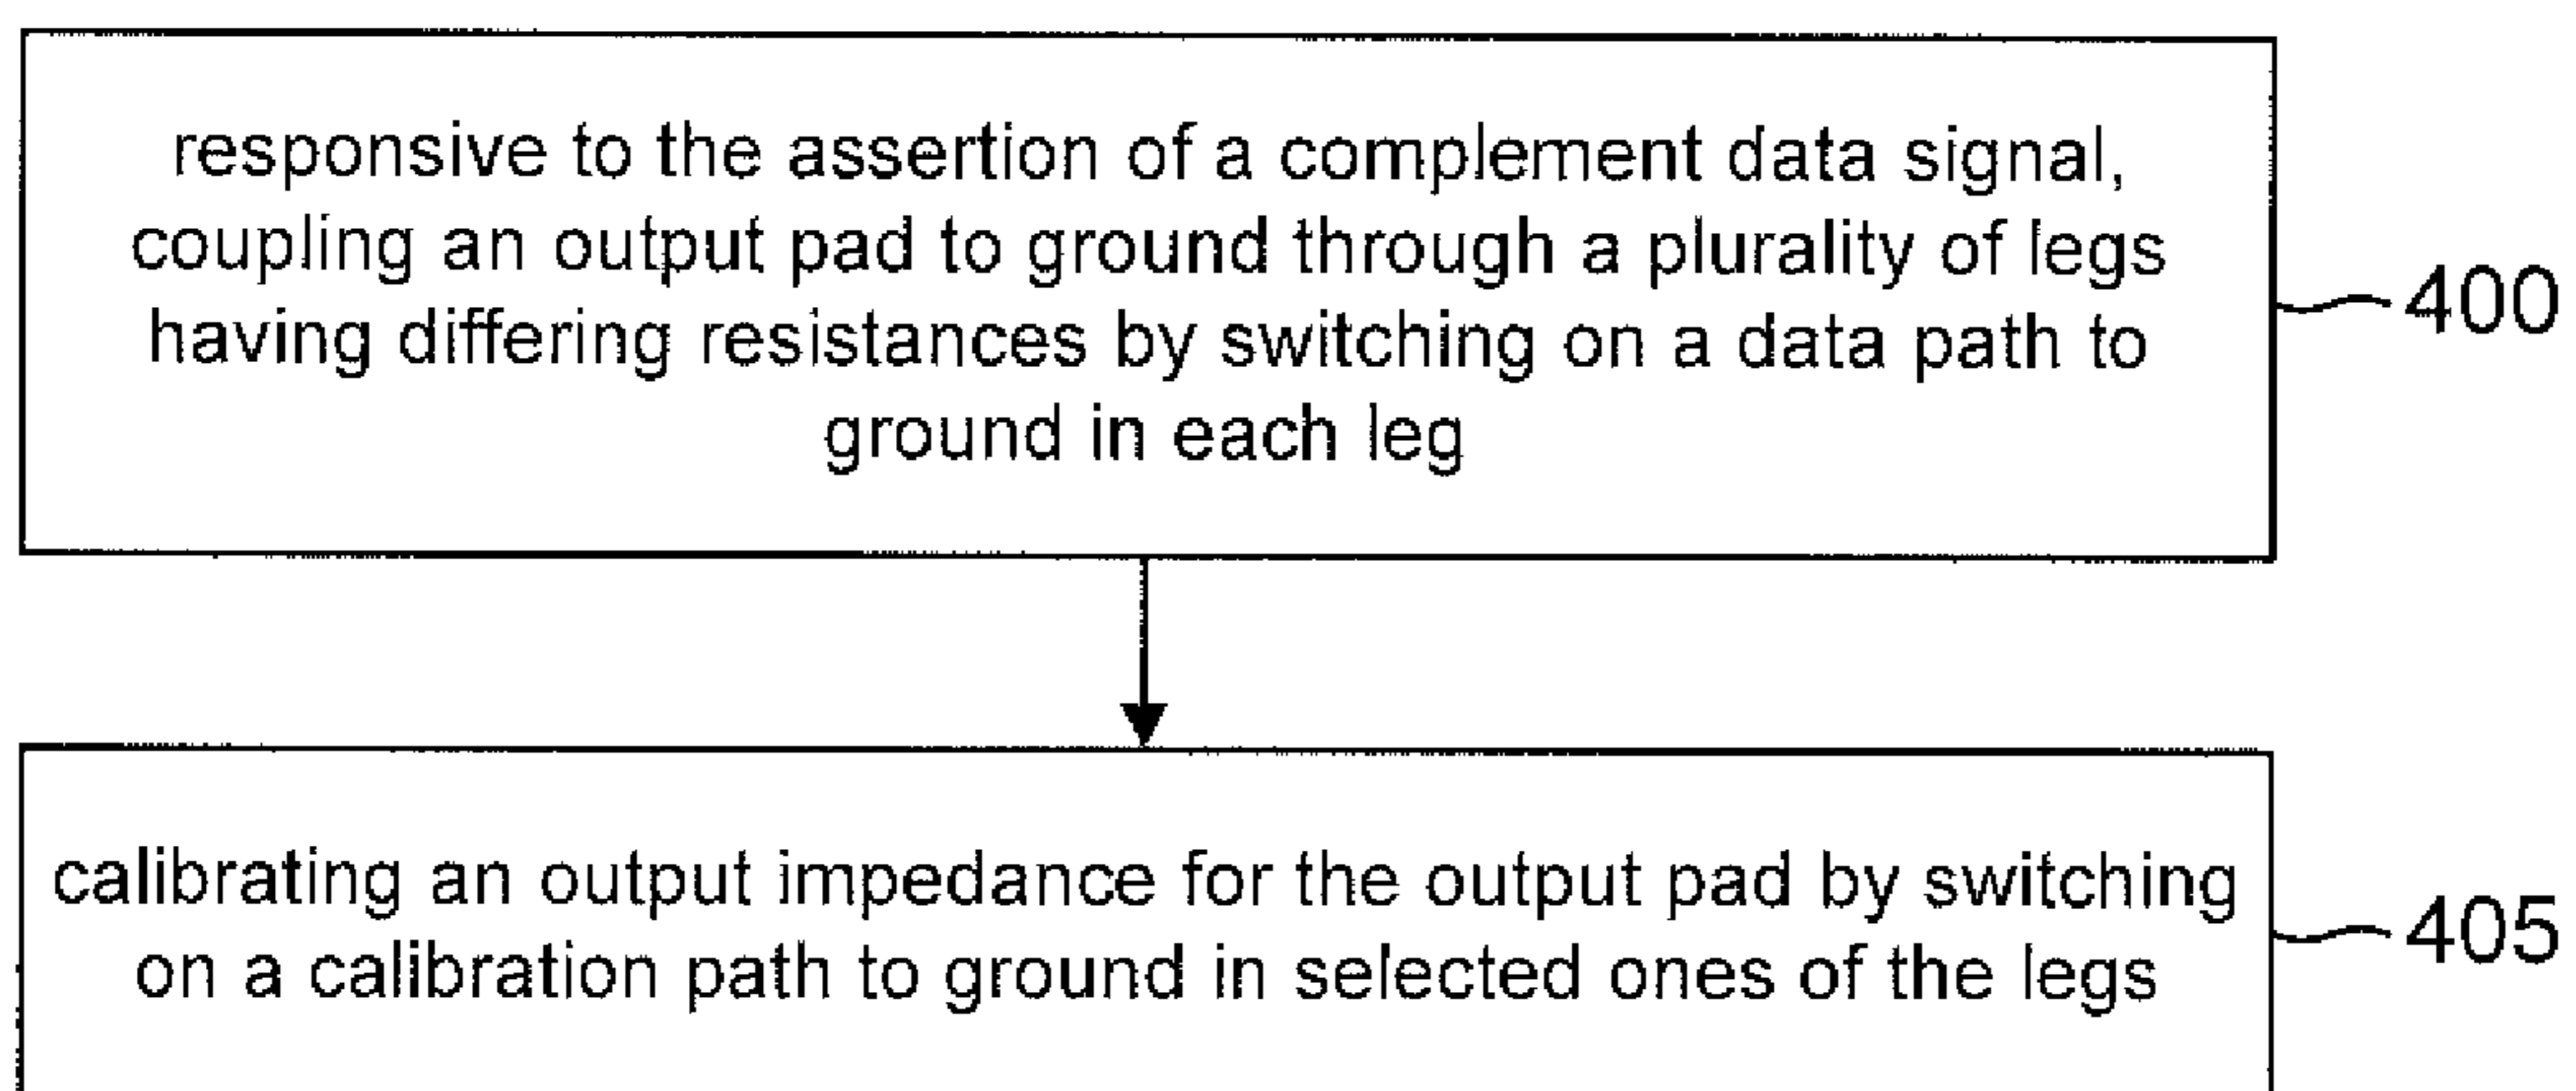 responsive to the assertion of a complement data signal,
coupling an output pad to ground through a plurality of legs
having differing resistances by switching on a data path to
ground in each leg
400
calibrating an output impedance for the output pad by switching
on a calibration path to ground in selected ones of the legs
405